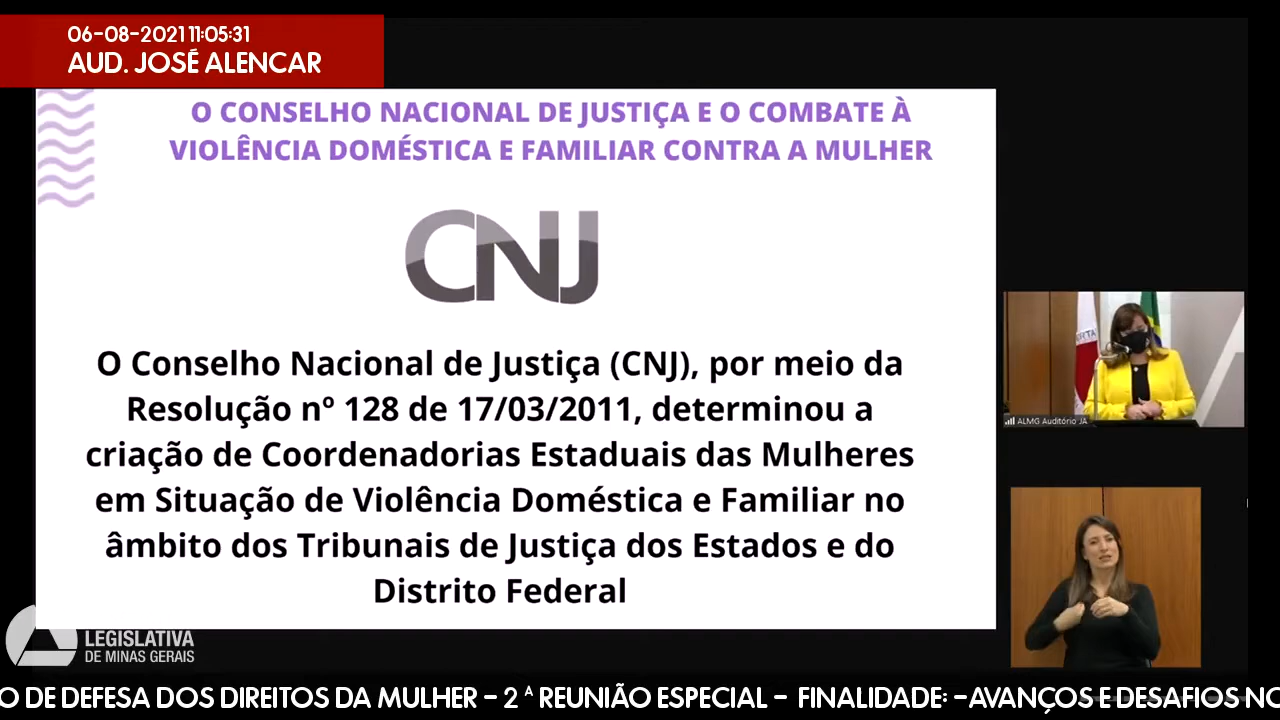 06-08-2021 11:05:31
AUD. JOSÉ ALENCAR
O CONSELHO NACIONAL DE JUSTIÇA E O COMBATE À
VIOLÊNCIA DOMÉSTICA E FAMILIAR CONTRA A MULHER
CNJ
O Conselho Nacional de Justiça (CNJ), por meio da
Resolução nº 128 de 17/03/2011, determinou a
criação de Coordenadorias Estaduais das Mulheres
em Situação de Violência Doméstica e Familiar no
âmbito dos Tribunais de Justiça dos Estados e do
Distrito Federal
ALMG Auditório JA
LEGISLATIVA
DE MINAS GERAIS
O DE DEFESA DOS DIREITOS DA MULHER - 2 ª REUNIÃO ESPECIAL - FINALIDADE: -AVANÇOS E DESAFIOS NO